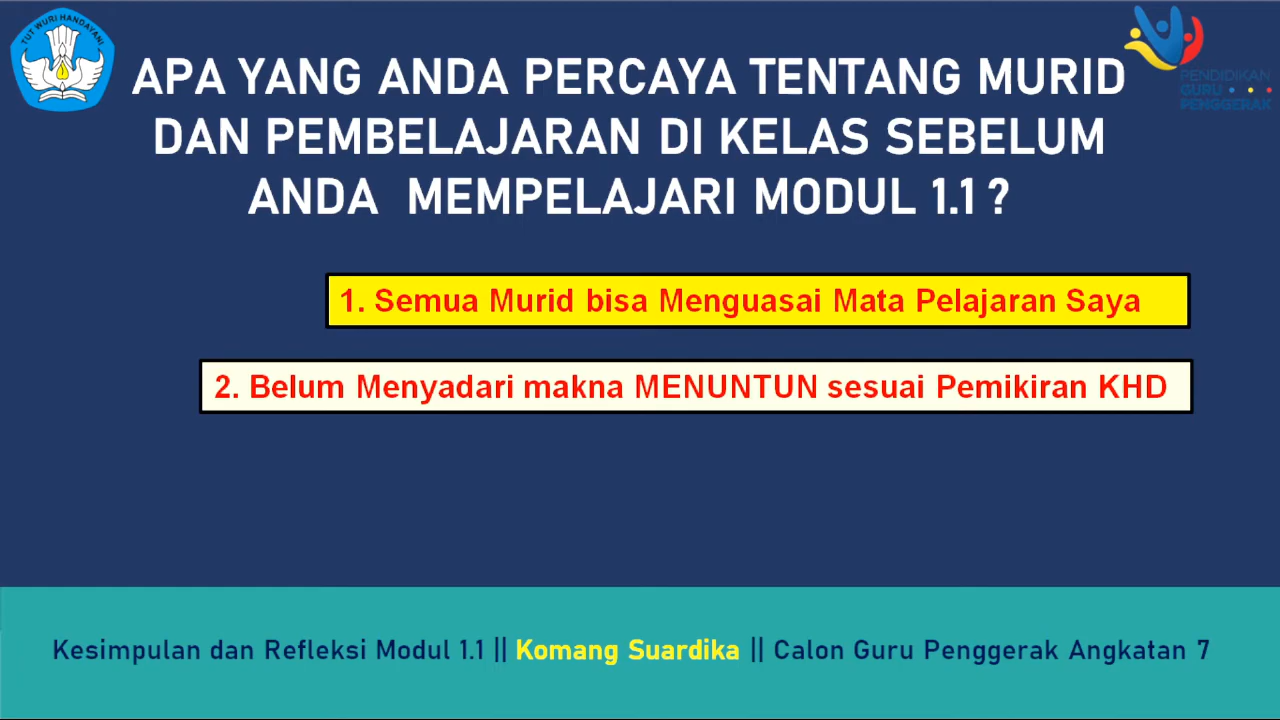 TUT WURI HANDAYANI
APA YANG ANDA PERCAYA TENTANG MURID
DAN PEMBELAJARAN DI KELAS SEBELUM
ANDA MEMPELAJARI MODUL 1.1 ?
PENDIDIKAN
GURU
PENGGERAK
1. Semua Murid bisa Menguasai Mata Pelajaran Saya
2. Belum Menyadari makna MENUNTUN sesuai Pemikiran KHD
Kesimpulan dan Refleksi Modul 1.1 || Komang Suardika || Calon Guru Penggerak Angkatan 7